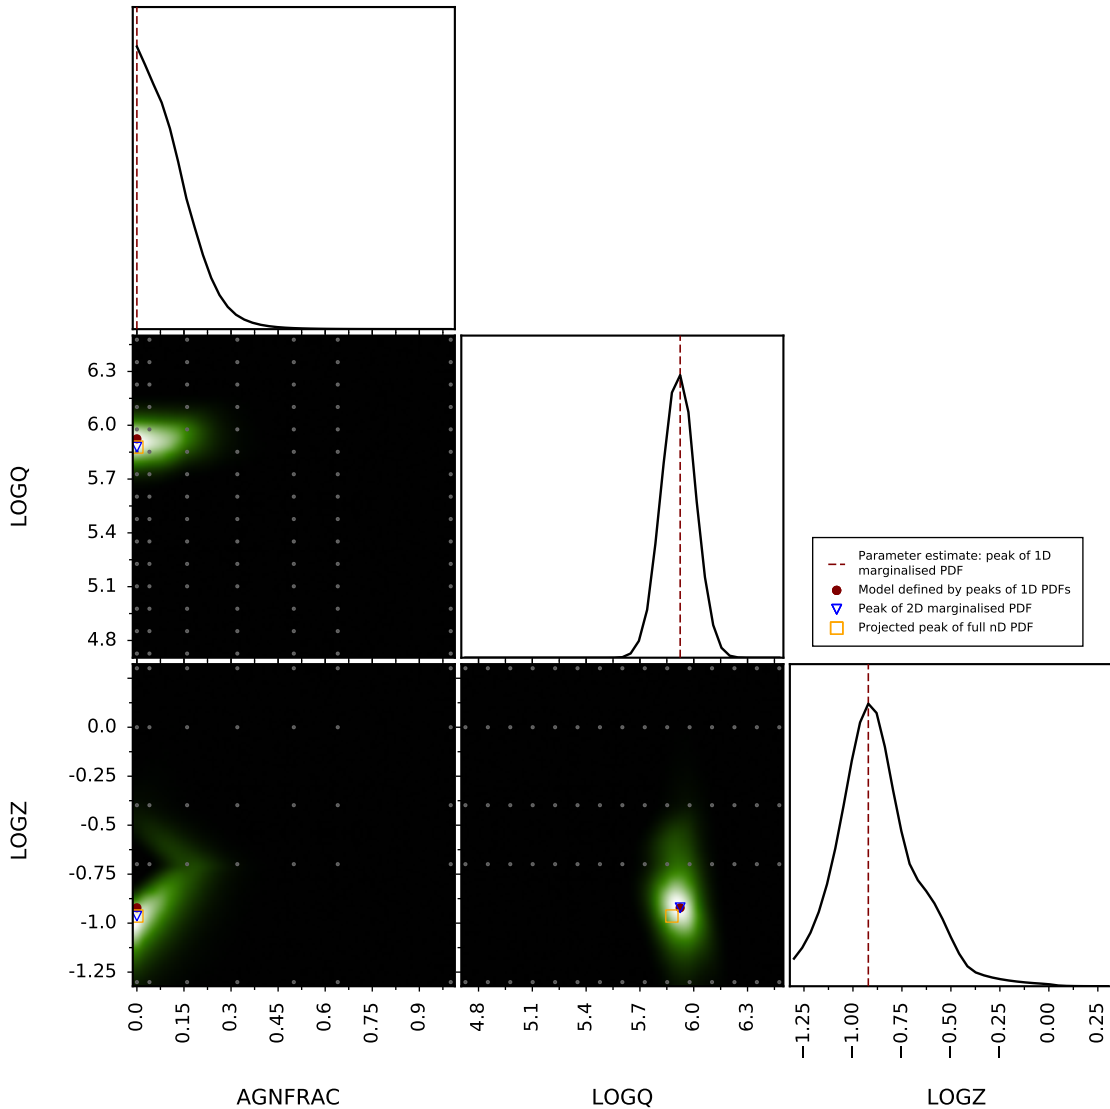 6.3
6.0
5.7
5.4
5.1
4.8
LOGQ
Parameter estimate: peak of 1D
marginalised PDF
Model defined by peaks of 1D PDFs
Peak of 2D marginalised PDF
Projected peak of full nD PDF
0.0
-0.25
-0.5
-0.75
-1.0
-1.25
LOGZ
0.0 0.15 0.3 0.45 0.6 0.75 0.9
4.8 5.1 5.4 5.7 6.0 6.3
−1.25 −1.00 −0.75 −0.50 −0.25 0.00 0.25
AGNFRAC LOGQ LOGZ